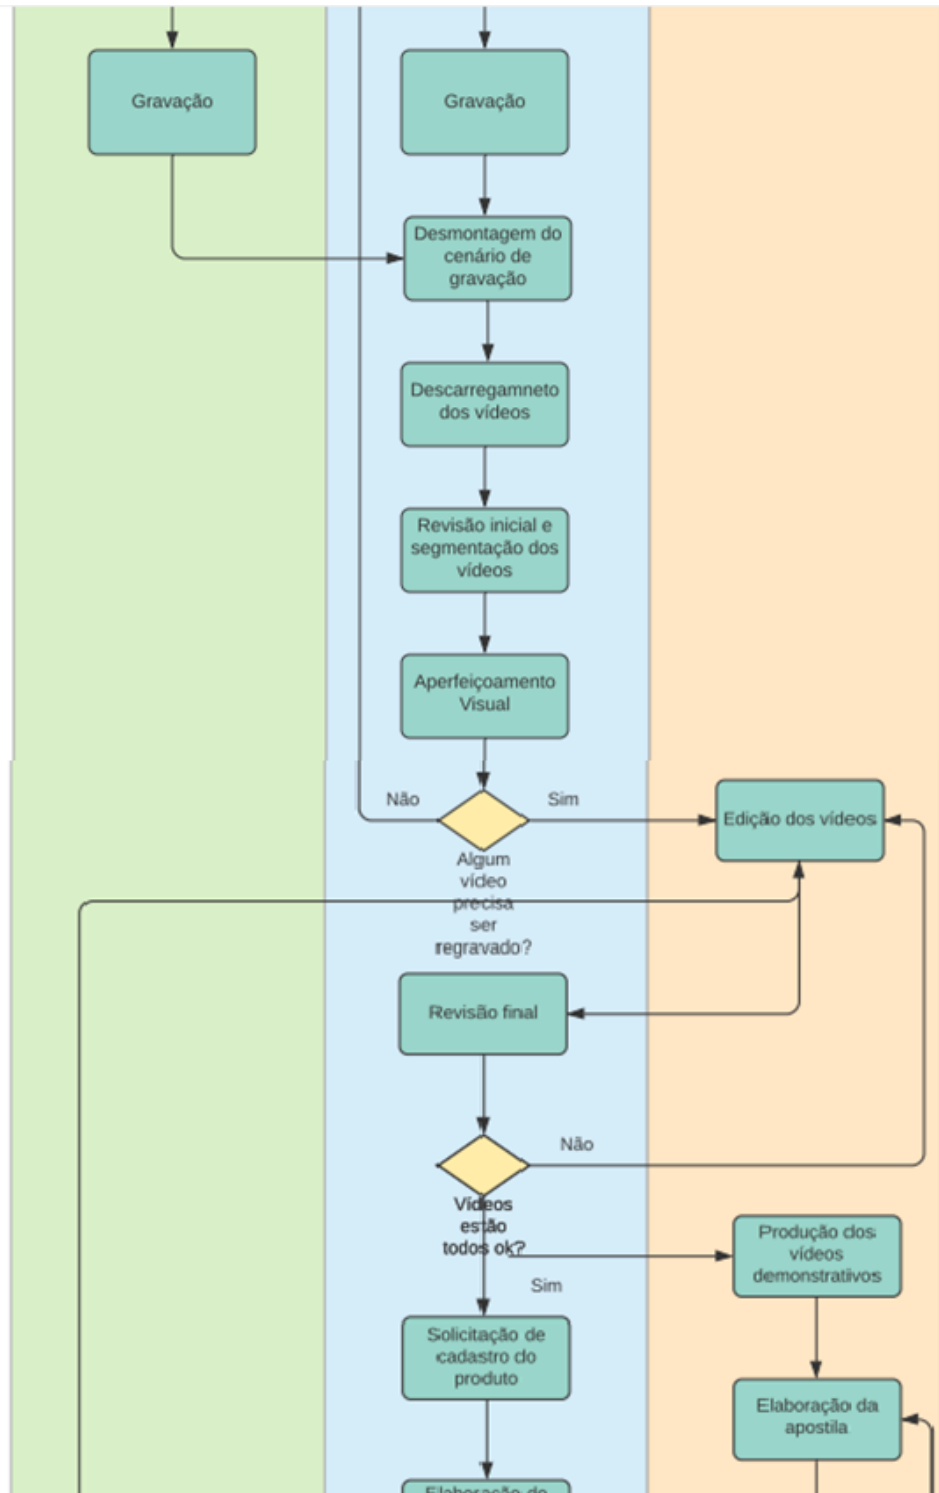 Gravação
Gravação
Desmontagem do
cenário de
gravação
Descarregamneto
dos vídeos
Revisão inicial e
segmentação dos
vídeos
Aperfeiçoamento
Visual
Não
Sim
Edição dos vídeos
Algum
vídeo
precisa
ser
regravado?
Revisão final
Não
Vídeos
estão
todos ok?
Produção dos
vídeos
demonstrativos
Sim
Solicitação de
cadastro do
produto
Elaboração da
apostila
Elaboração do